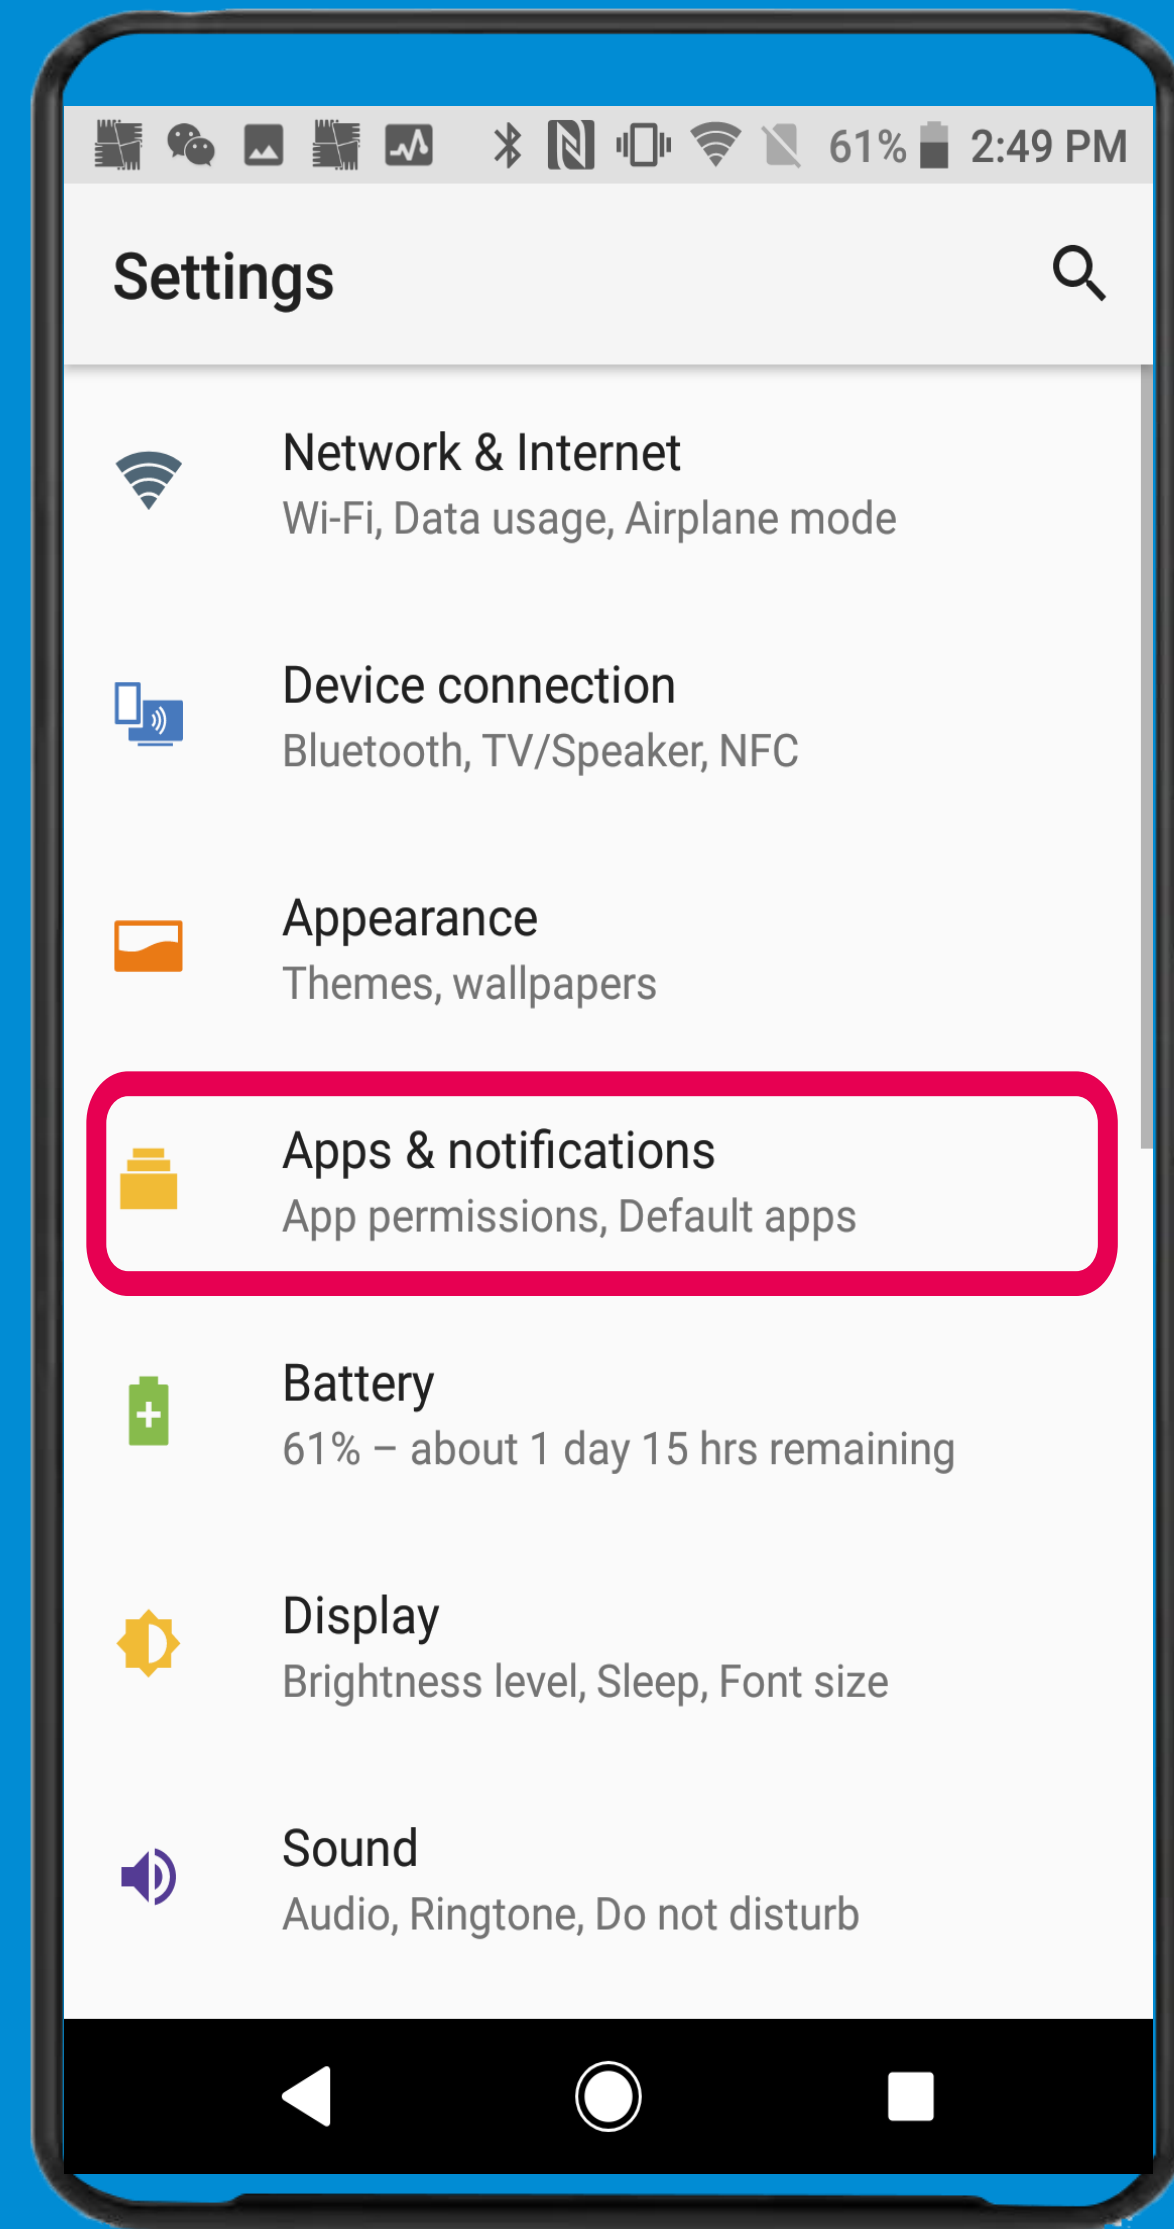 61% 2:49 PM
Settings
Network & Internet
Wi-Fi, Data usage, Airplane mode
Device connection
Bluetooth, TV/Speaker, NFC
Appearance
Themes, wallpapers
Apps & notifications
App permissions, Default apps
Battery
61% – about 1 day 15 hrs remaining
Display
Brightness level, Sleep, Font size
Sound
Audio, Ringtone, Do not disturb